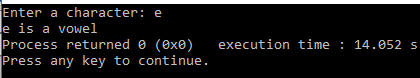 Enter a character: e
e is a vowel
Process returned 0 (0x0)   execution time : 14.052 s
Press any key to continue.